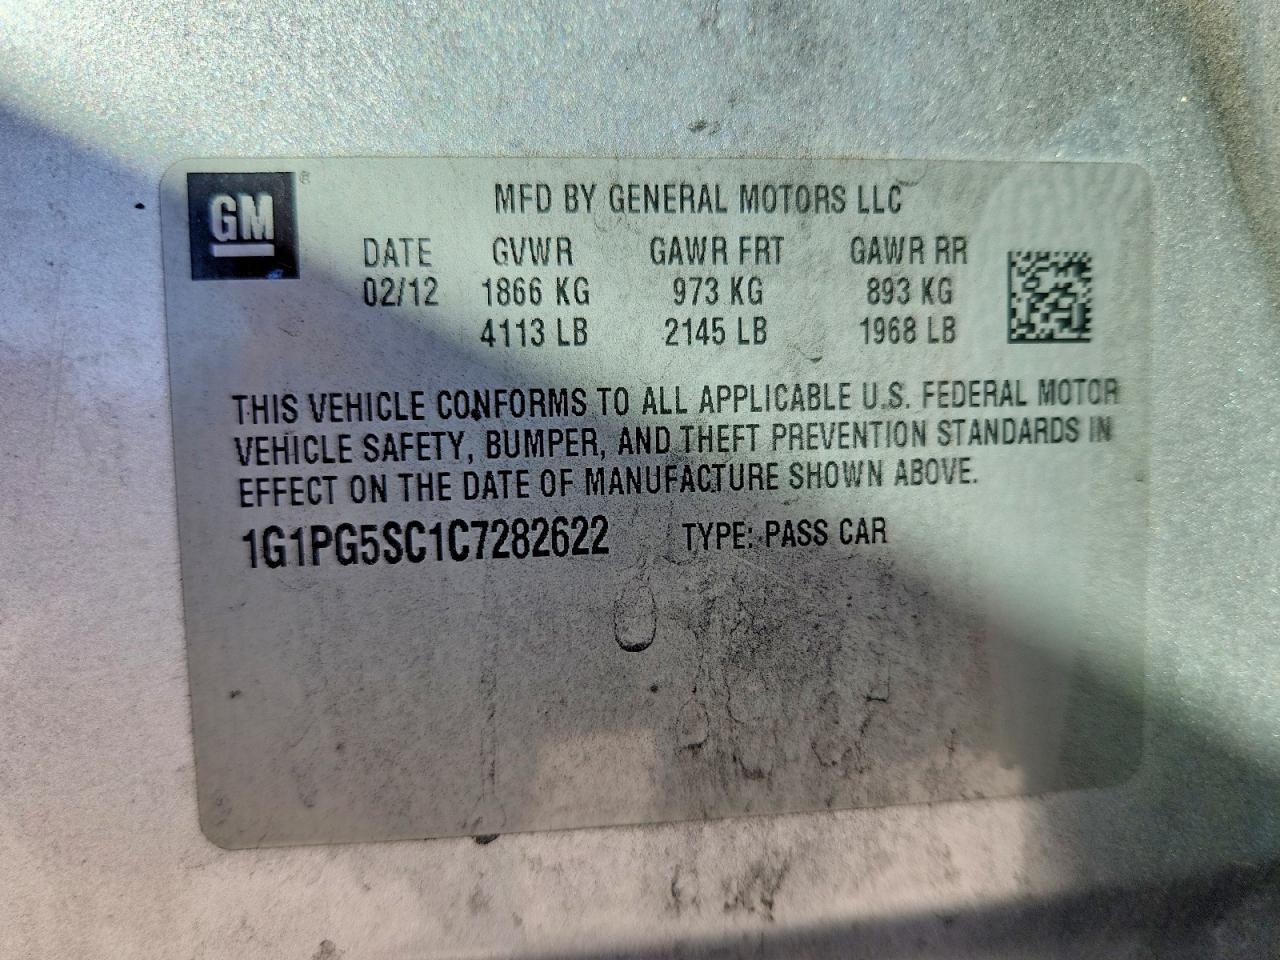 GM ®
MFD BY GENERAL MOTORS LLC
DATE GVWR GAWR FRT GAWR RR
02/12 1866 KG 973 KG 893 KG
4113 LB 2145 LB 1968 LB
THIS VEHICLE CONFORMS TO ALL APPLICABLE U.S. FEDERAL MOTOR
VEHICLE SAFETY, BUMPER, AND THEFT PREVENTION STANDARDS IN
EFFECT ON THE DATE OF MANUFACTURE SHOWN ABOVE.
1G1PG5SC1C7282622 TYPE: PASS CAR